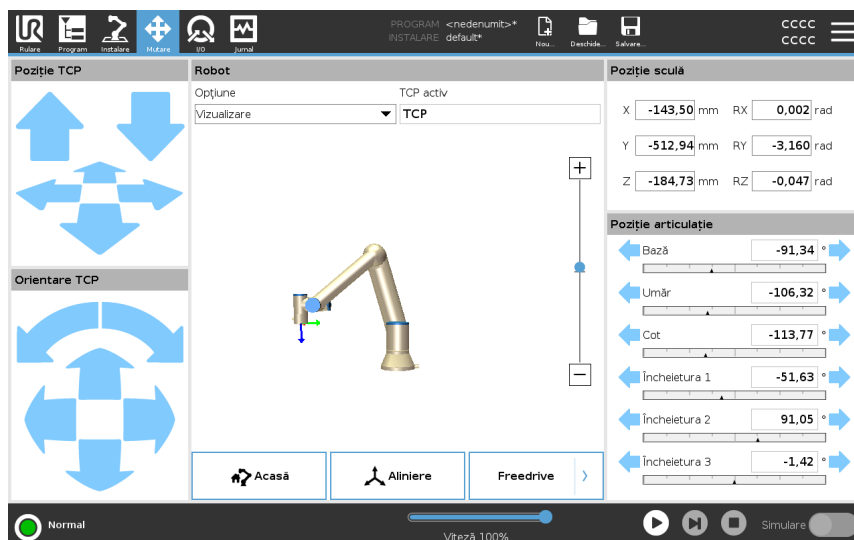 PROGRAM <nedenumit>*
INSTALARE default*
CCCC
CCCC
Rulare Program Instalare Mutare I/O Jurnal Nou... Deschide... Salvare...
Poziție TCP
Robot
Poziție sculă
Opțiune
TCP activ
Vizualizare
TCP
X -143,50 mm RX 0,002 rad
Y -512,94 mm RY -3,160 rad
Z -184,73 mm RZ -0,047 rad
Poziție articulație
Bază -91,34 °
Orientare TCP
Umăr -106,32 °
Cot -113,77 °
Încheietura 1 -51,63 °
Încheietura 2 91,05 °
Încheietura 3 -1,42 °
Acasă
Aliniere
Freedrive
Normal
Viteză 100%
Simulare